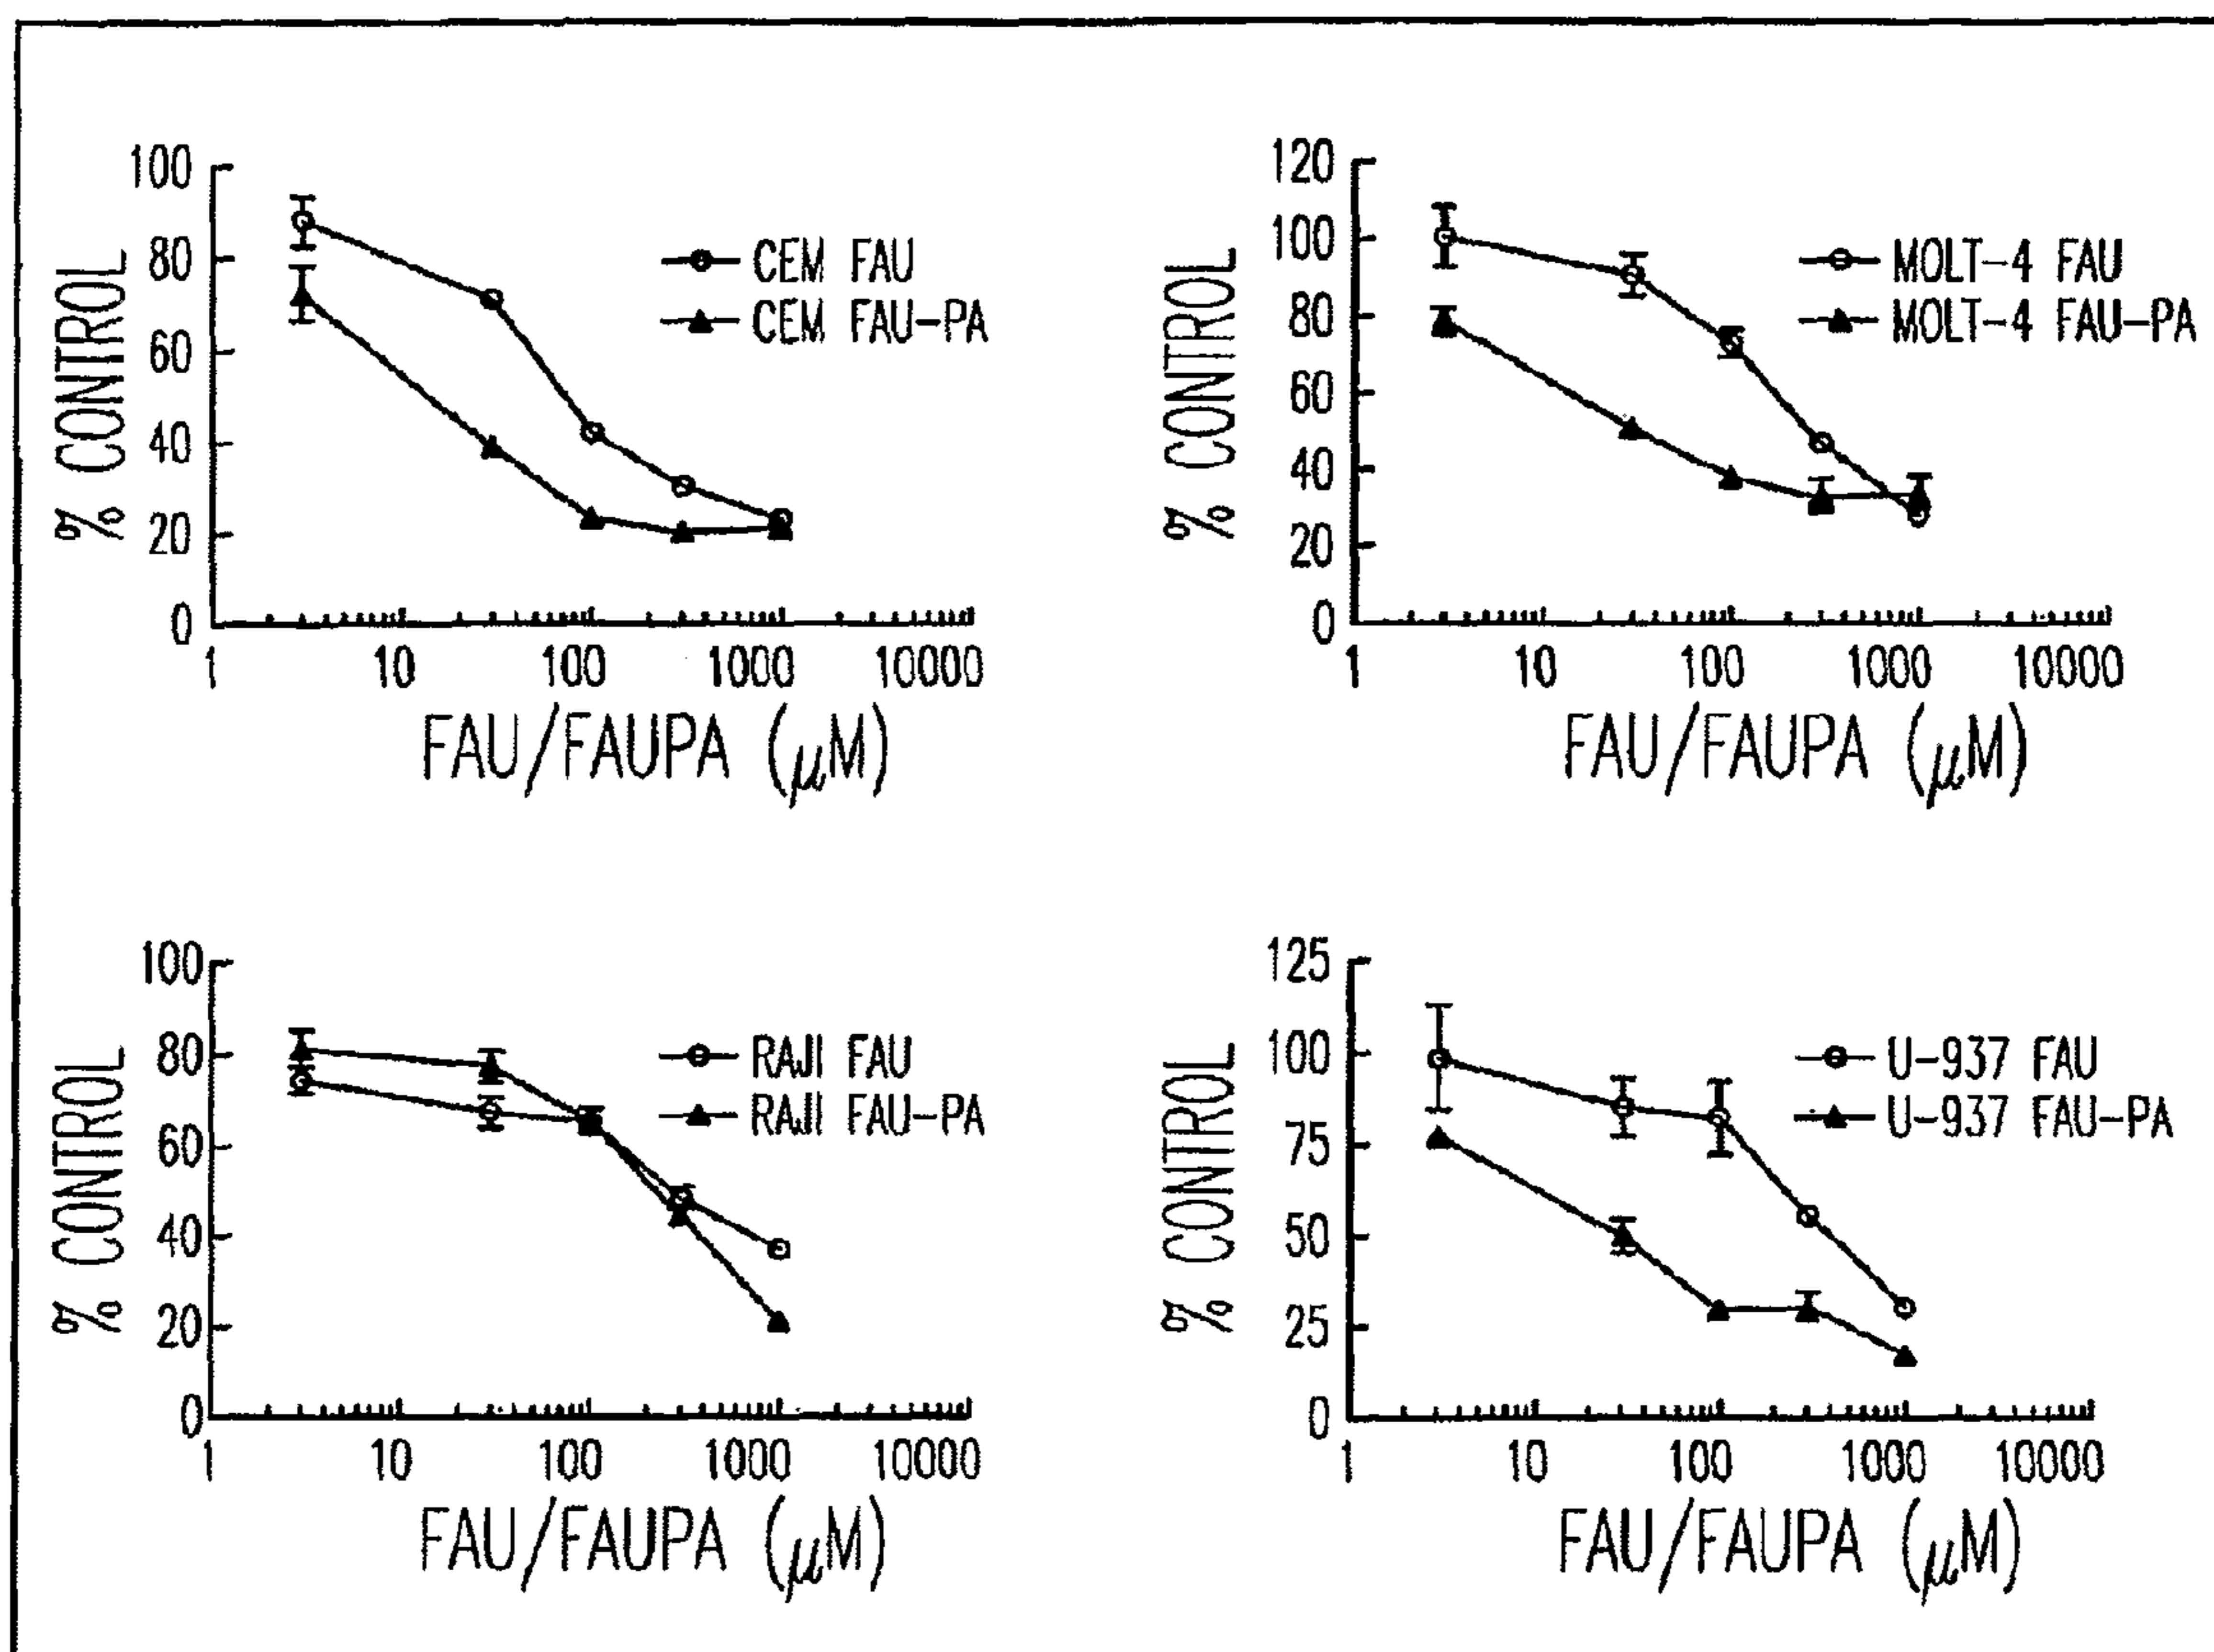 100
80
60
40
20
0
% CONTROL
CEM FAU
CEM FAU-PA
1 10 100 1000 10000
FAU/FAUPA (μM)
120
100
80
60
40
20
0
% CONTROL
MOLT-4 FAU
MOLT-4 FAU-PA
1 10 100 1000 10000
FAU/FAUPA (μM)
100
80
60
40
20
0
% CONTROL
RAJI FAU
RAJI FAU-PA
1 10 100 1000 10000
FAU/FAUPA (μM)
125
100
75
50
25
0
% CONTROL
U-937 FAU
U-937 FAU-PA
1 10 100 1000 10000
FAU/FAUPA (μM)